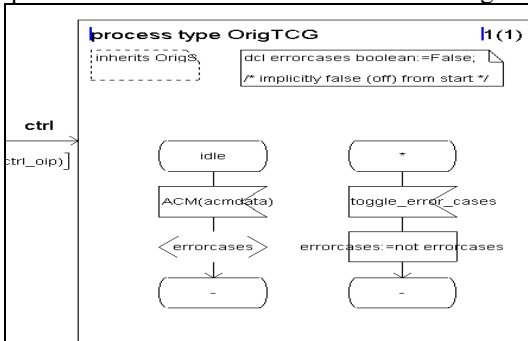 process type OrigTCG
1(1)
inherits OrigS
dcl errorcases boolean:=False;
/* implicitly false (off) from start */
ctrl
ctrl_oip)]
idle
*
ACM(acmdata)
toggle_error_cases
errorcases
errorcases:=not errorcases
-
-